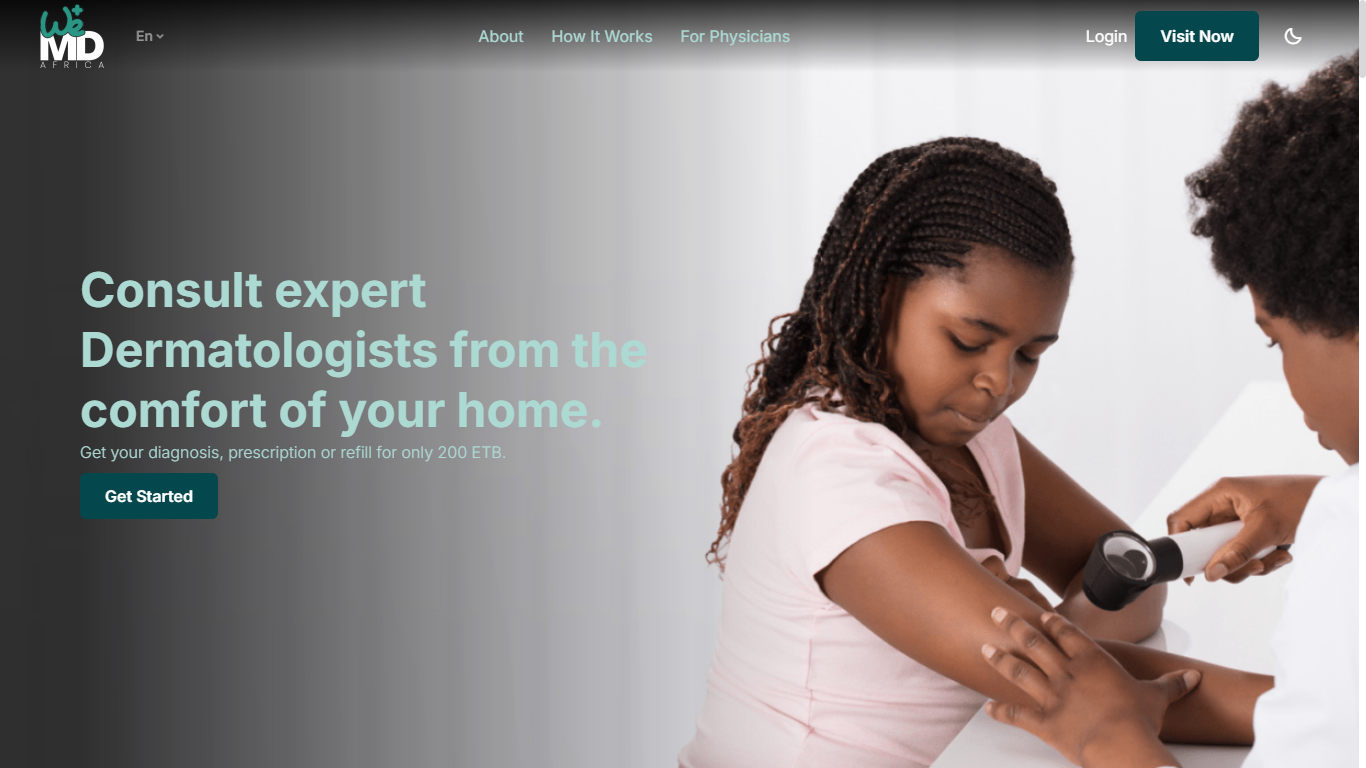 We
MD
AFRICA
En
About
How It Works
For Physicians
Login
Visit Now
Consult expert
Dermatologists from the
comfort of your home.
Get your diagnosis, prescription or refill for only 200 ETB.
Get Started